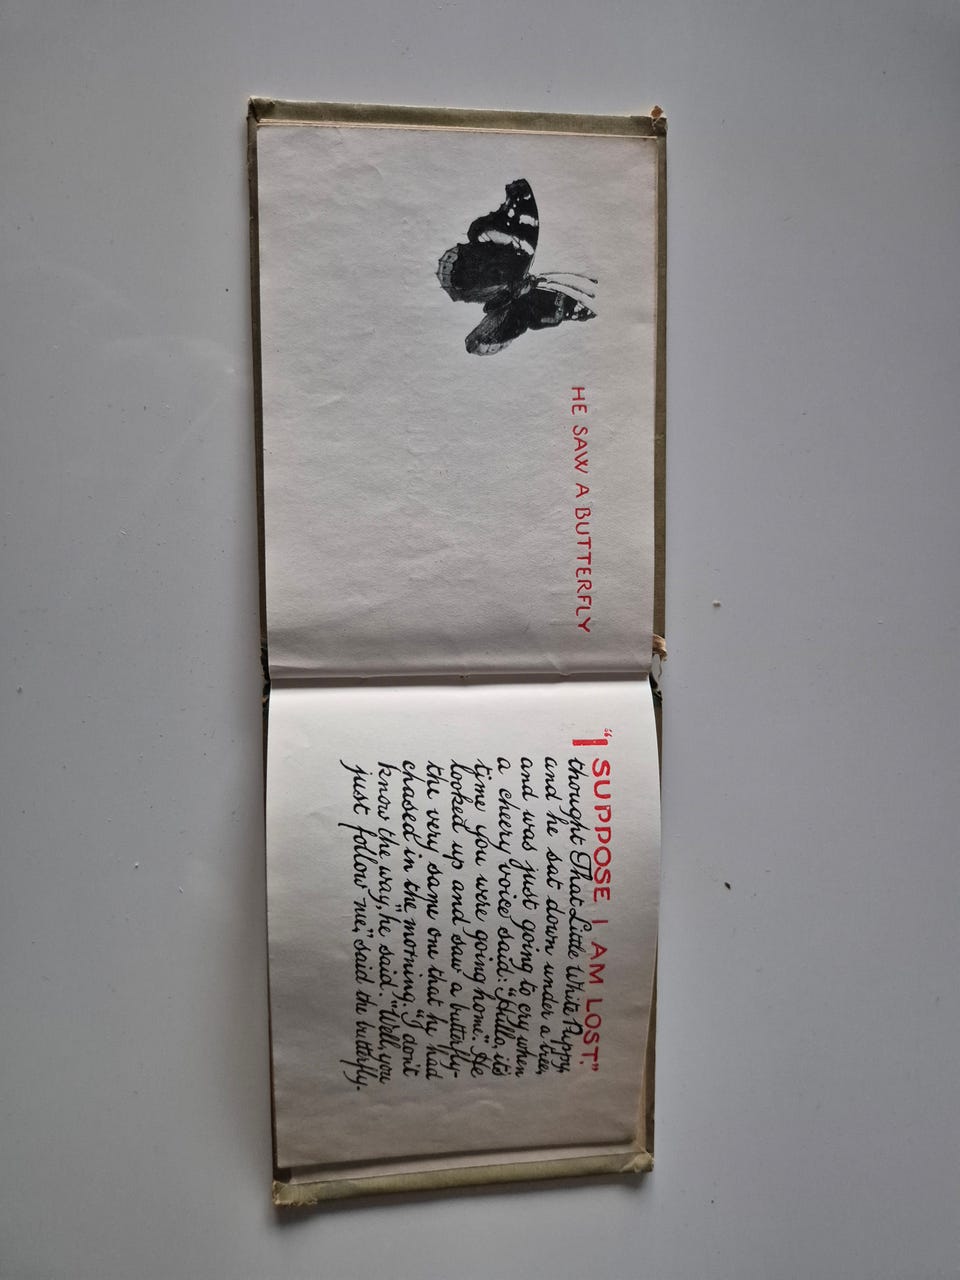 HE SAW A BUTTERFLY
"I SUPPOSE I AM LOST,"
thought That Little White Puppy,
and he sat down under a tree,
and was just going to cry when
a cheery voice said: "Hello, it's
time you were going home." He
looked up and saw a butterfly-
the very same one that he had
chased in the morning. "I don't
know the way," he said. "Well, you
just follow me," said the butterfly.